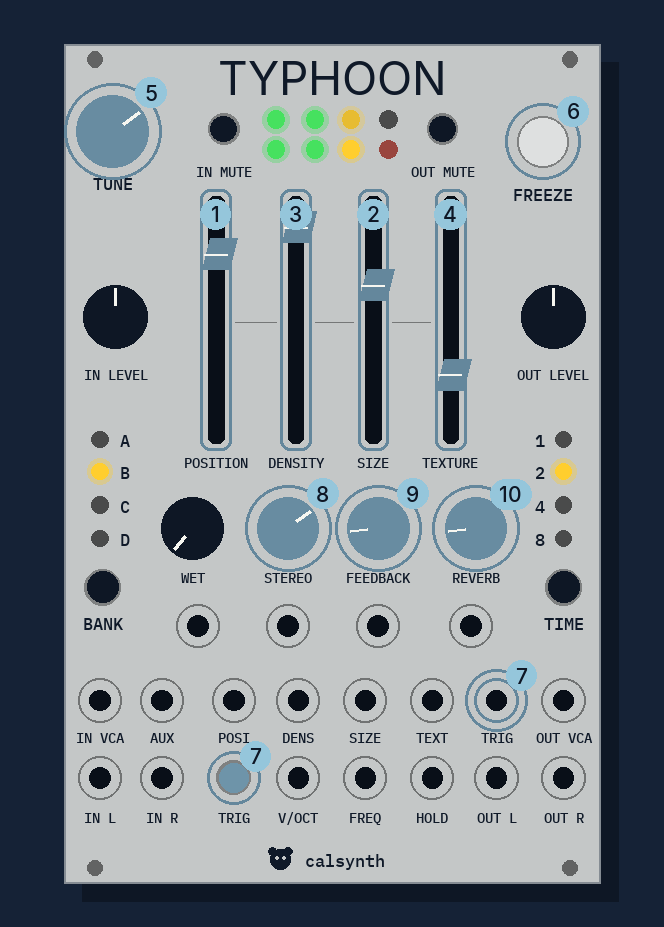 TYPHOON
5
6
IN MUTE
OUT MUTE
TUNE
FREEZE
1
3
2
4
IN LEVEL
OUT LEVEL
A
1
B
2
C
4
D
8
POSITION
DENSITY
SIZE
TEXTURE
8
9
10
WET
STEREO
FEEDBACK
REVERB
BANK
TIME
7
IN VCA
AUX
POSI
DENS
SIZE
TEXT
TRIG
OUT VCA
7
IN L
IN R
TRIG
V/OCT
FREQ
HOLD
OUT L
OUT R
calsynth